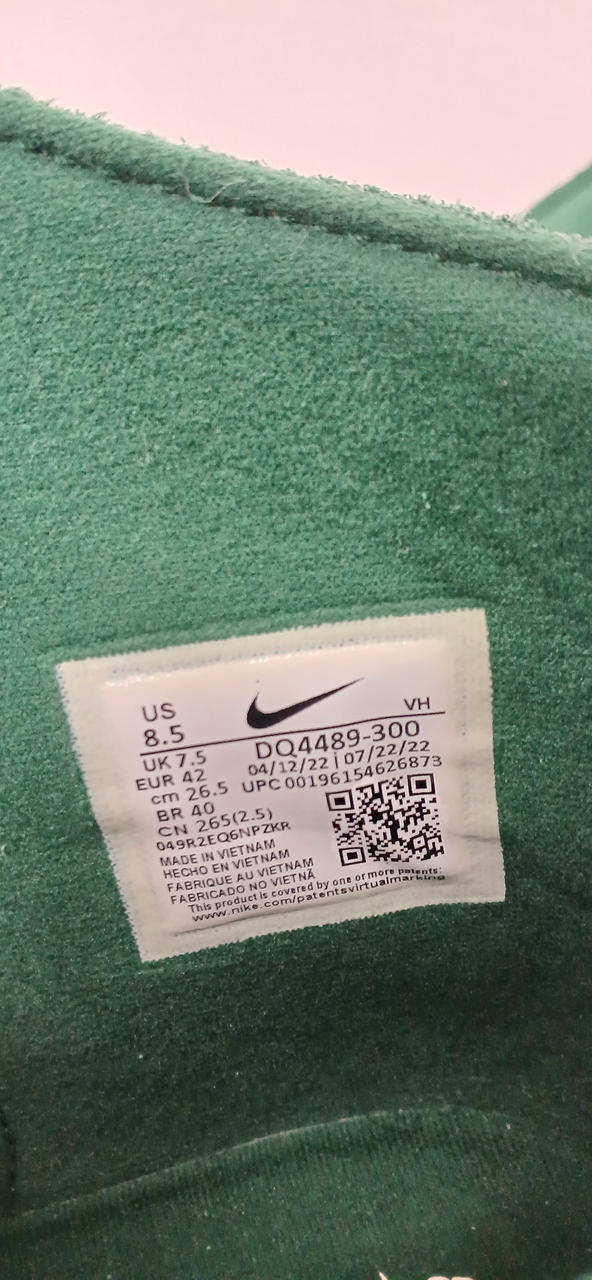 US
VH
8.5
UK 7.5
DQ4489-300
EUR 42
04/12/22 | 07/22/22
cm 26.5
UPC 00196154626873
BR 40
CN 265(2.5)
049R2EQ6NPZKR
MADE IN VIETNAM
HECHO EN VIETNAM
FABRIQUE AU VIETNAM
FABRICADO NO VIETNÃ
This product is covered by one or more patents:
www.nike.com/patentsvirtualmarking